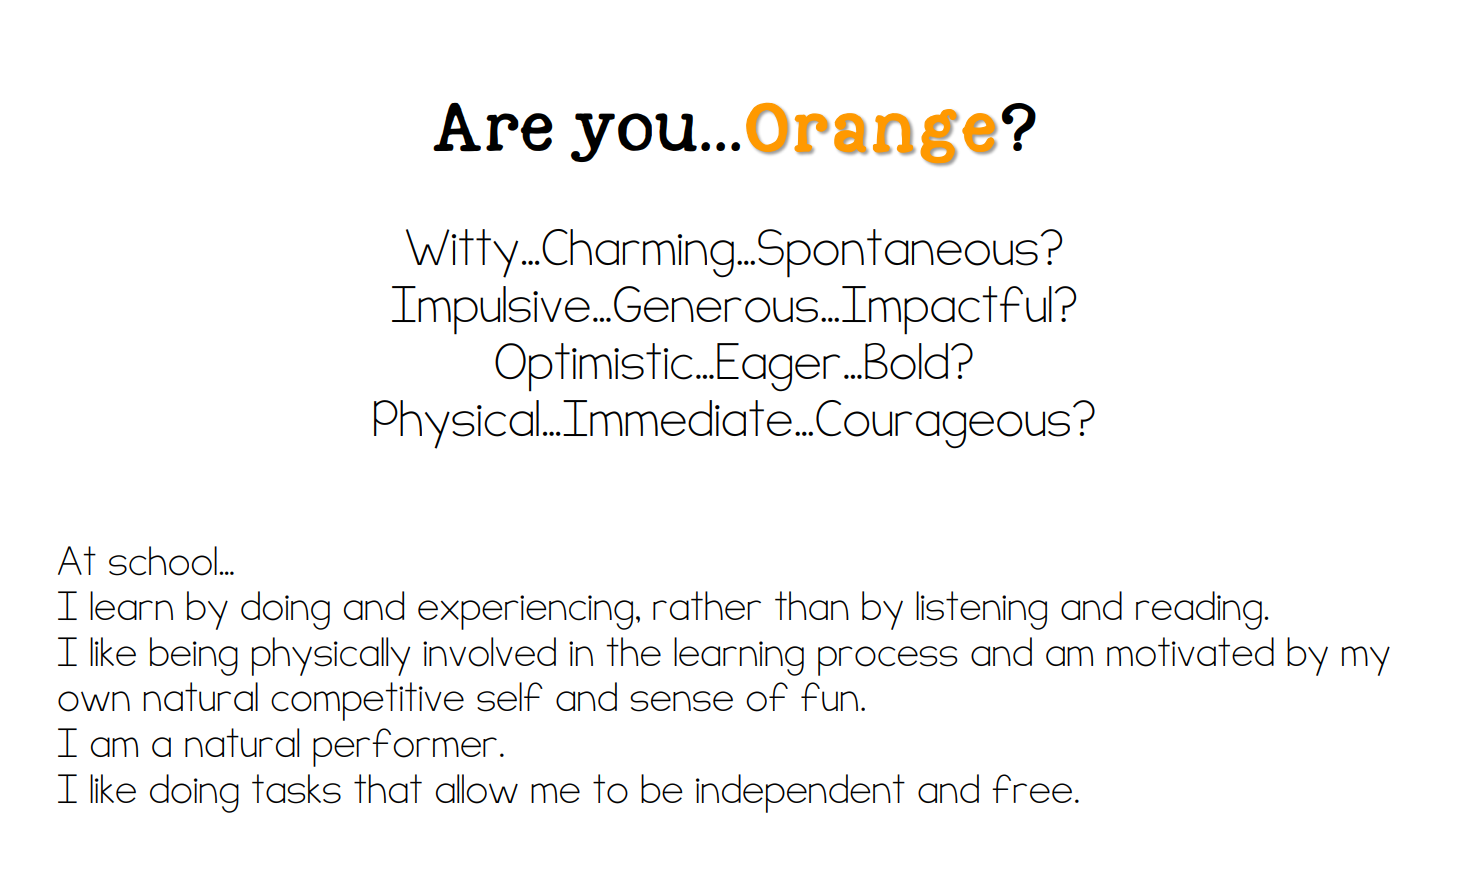 Are you...Orange?
Witty...Charming...Spontaneous?
Impulsive...Generous...Impactful?
Optimistic...Eager...Bold?
Physical...Immediate...Courageous?
At school...
I learn by doing and experiencing, rather than by listening and reading.
I like being physically involved in the learning process and am motivated by my
own natural competitive self and sense of fun.
I am a natural performer.
I like doing tasks that allow me to be independent and free.